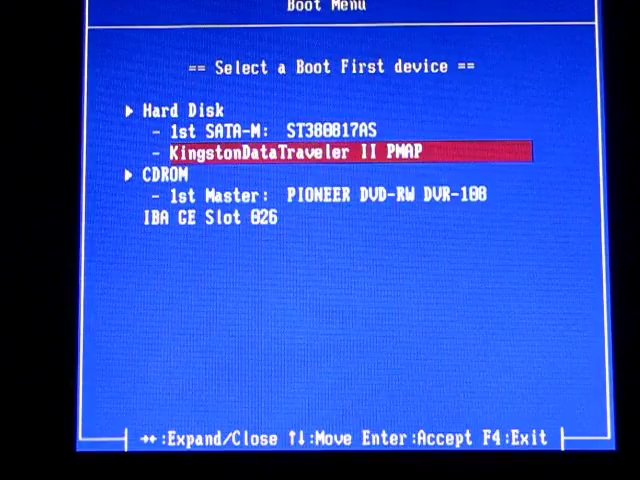 Boot Menu
== Select a Boot First device ==
▶ Hard Disk
- 1st SATA-M: ST380817AS
- KingstonDataTraveler II PMAP
▶ CDROM
- 1st Master: PIONEER DVD-RW DVR-108
IBA GE Slot 026
→←:Expand/Close ↑↓:Move Enter:Accept F4:Exit